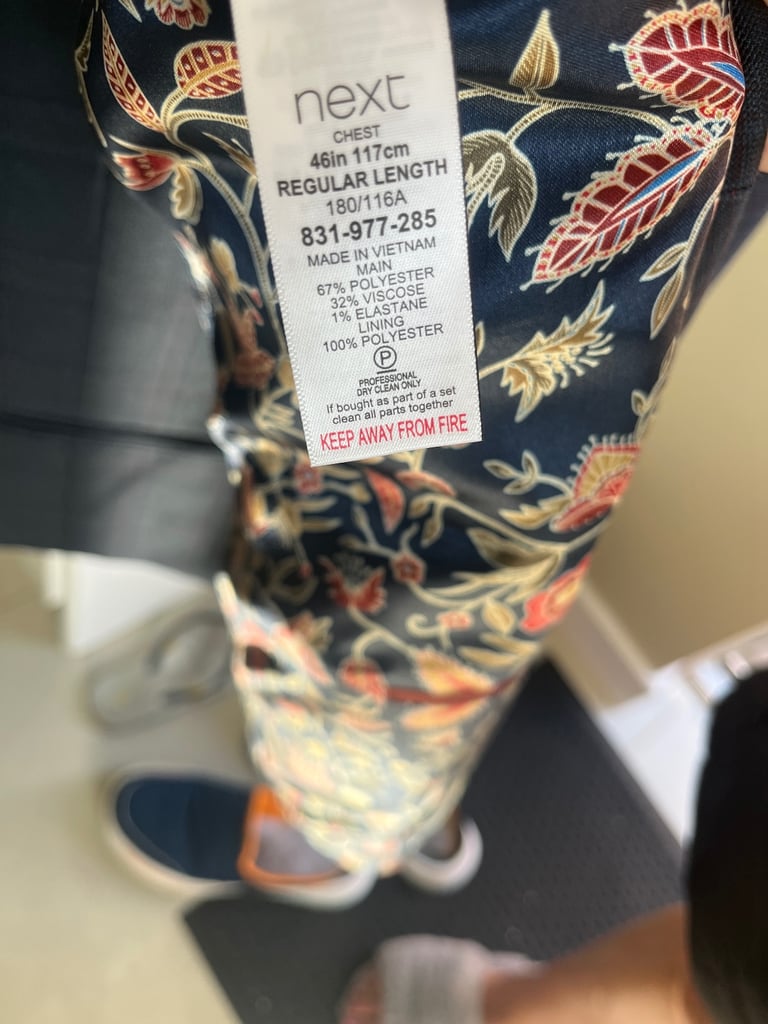 next
CHEST
46in 117cm
REGULAR LENGTH
180/116A
831-977-285
MADE IN VIETNAM
MAIN
67% POLYESTER
32% VISCOSE
1% ELASTANE
LINING
100% POLYESTER
P
PROFESSIONAL
DRY CLEAN ONLY
If bought as part of a set
clean all parts together
KEEP AWAY FROM FIRE